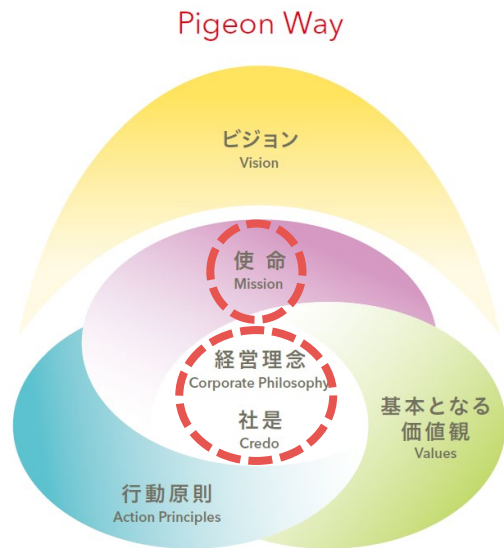 Pigeon Way
ビジョン
Vision
使命
Mission
経営理念
Corporate Philosophy
社是
Credo
基本となる
価値観
Values
行動原則
Action Principles